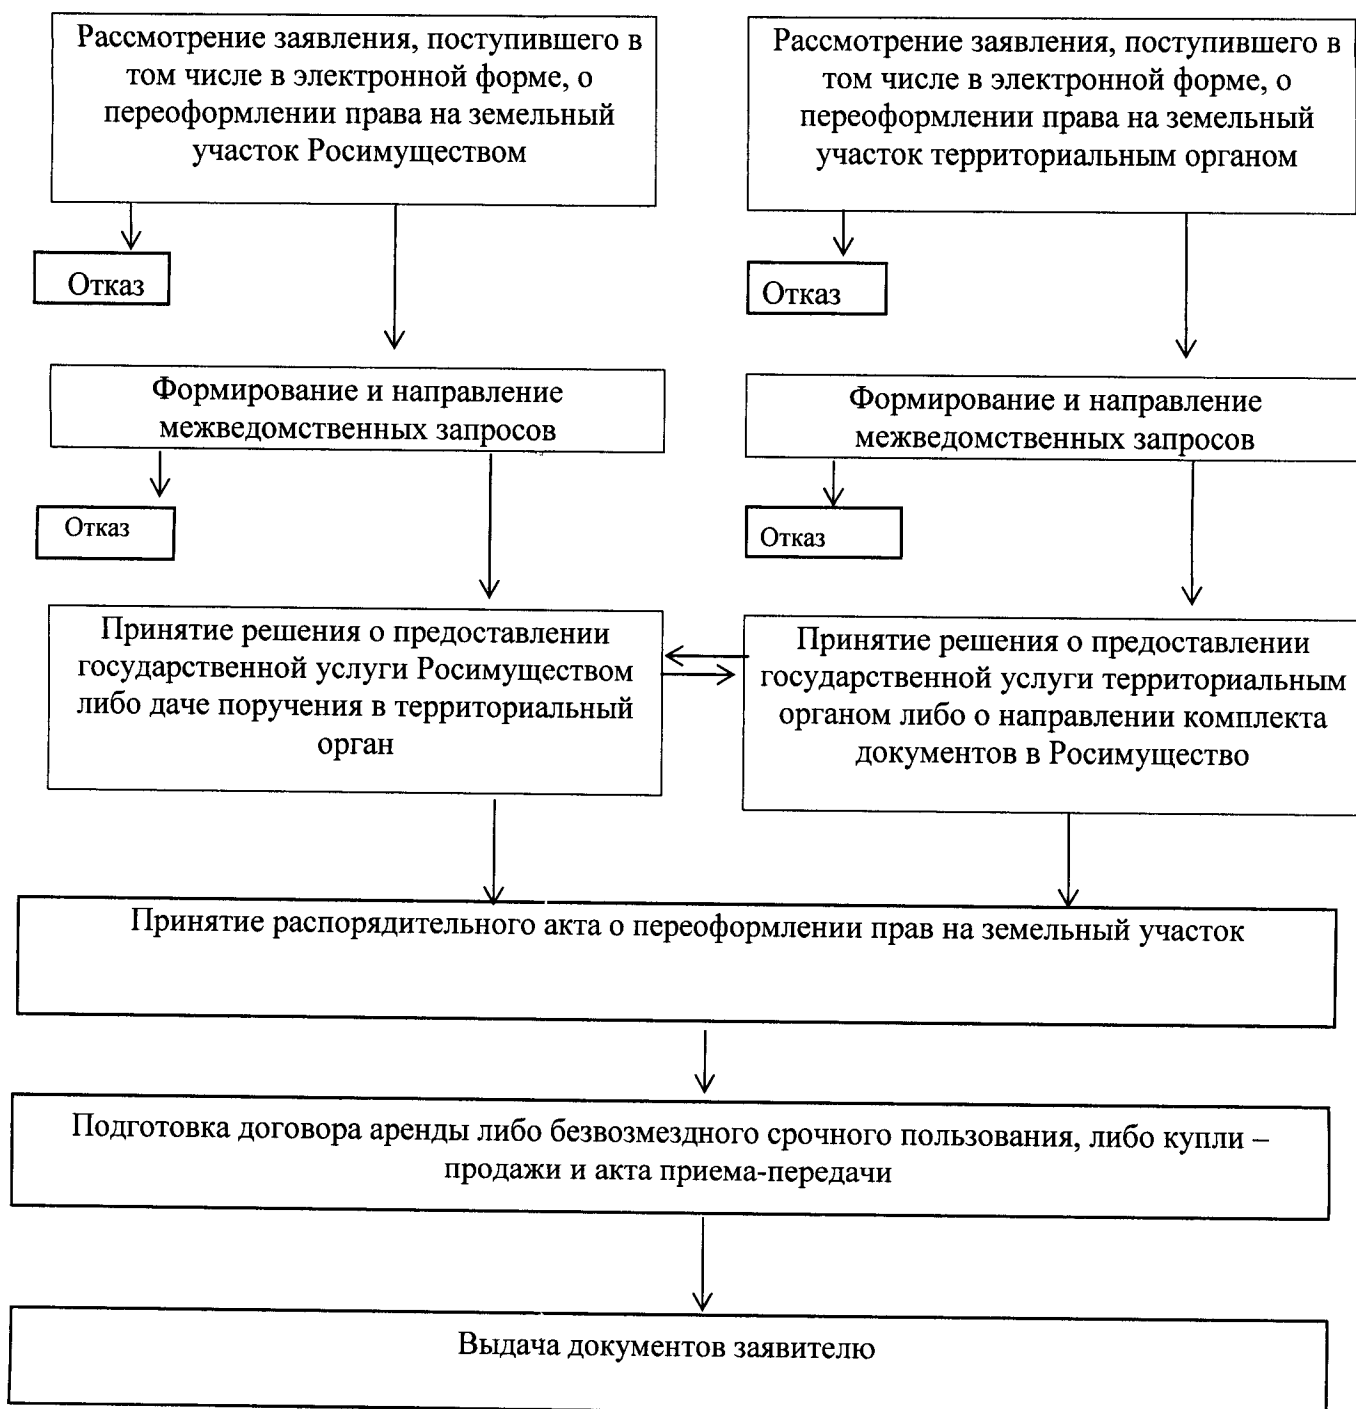 Рассмотрение заявления, поступившего в
том числе в электронной форме, о
переоформлении права на земельный
участок Росимуществом
Рассмотрение заявления, поступившего в
том числе в электронной форме, о
переоформлении права на земельный
участок территориальным органом
Отказ
Отказ
Формирование и направление
межведомственных запросов
Формирование и направление
межведомственных запросов
Отказ
Отказ
Принятие решения о предоставлении
государственной услуги Росимуществом
либо даче поручения в территориальный
орган
Принятие решения о предоставлении
государственной услуги территориальным
органом либо о направлении комплекта
документов в Росимущество
Принятие распорядительного акта о переоформлении прав на земельный участок
Подготовка договора аренды либо безвозмездного срочного пользования, либо купли –
продажи и акта приема-передачи
Выдача документов заявителю